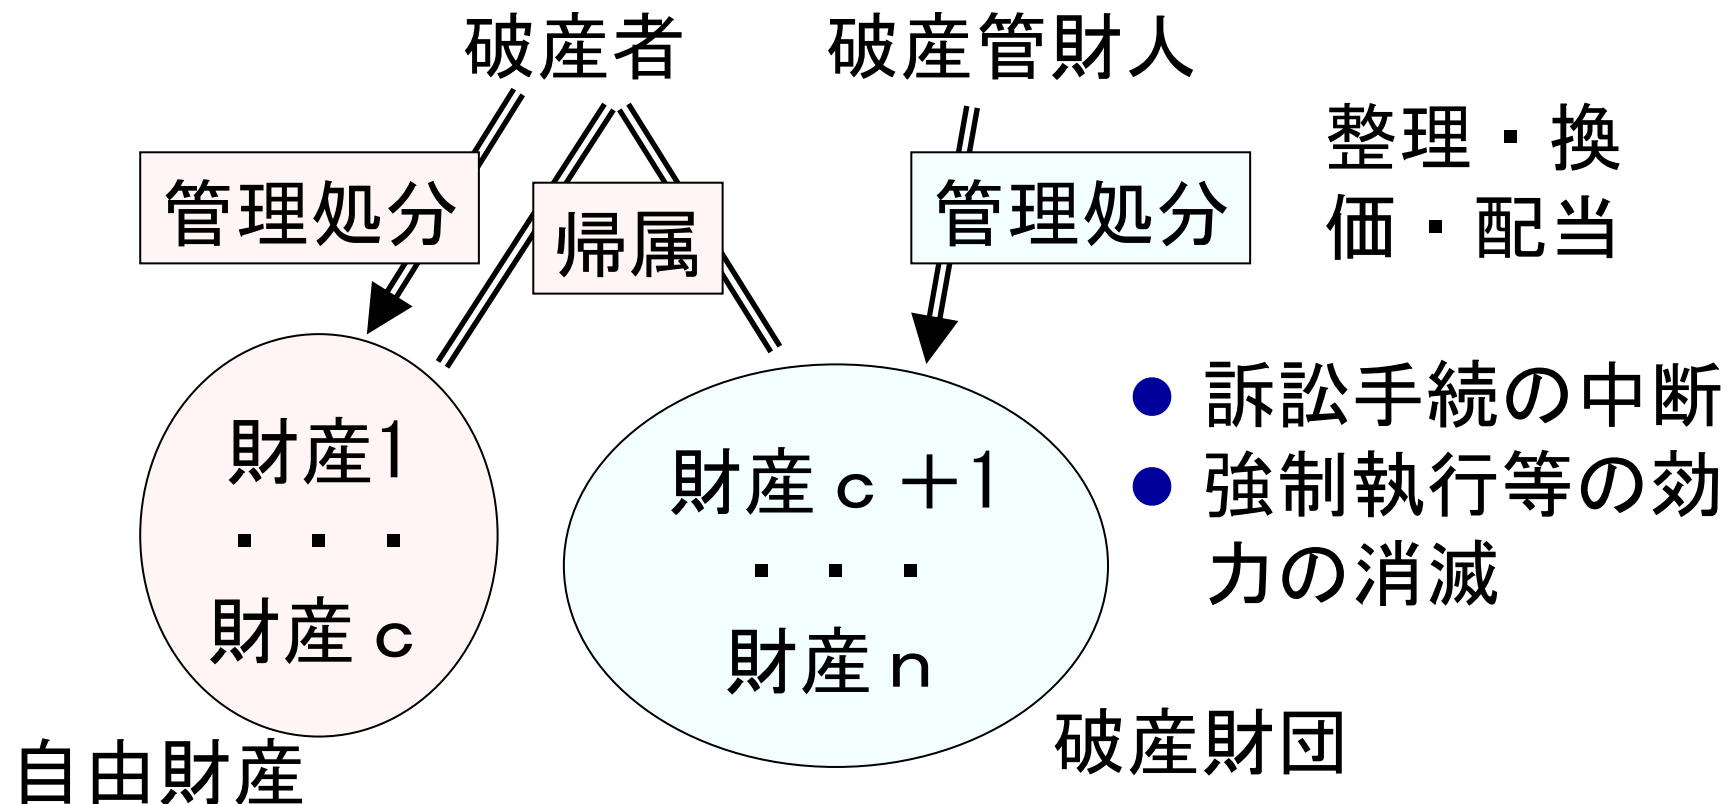 破産者
破産管財人
整理・換
価・配当
管理処分
帰属
管理処分
財産1
・・・
財産c
財産c+1
・・・
財産n
● 訴訟手続の中断
● 強制執行等の効
力の消滅
自由財産
破産財団